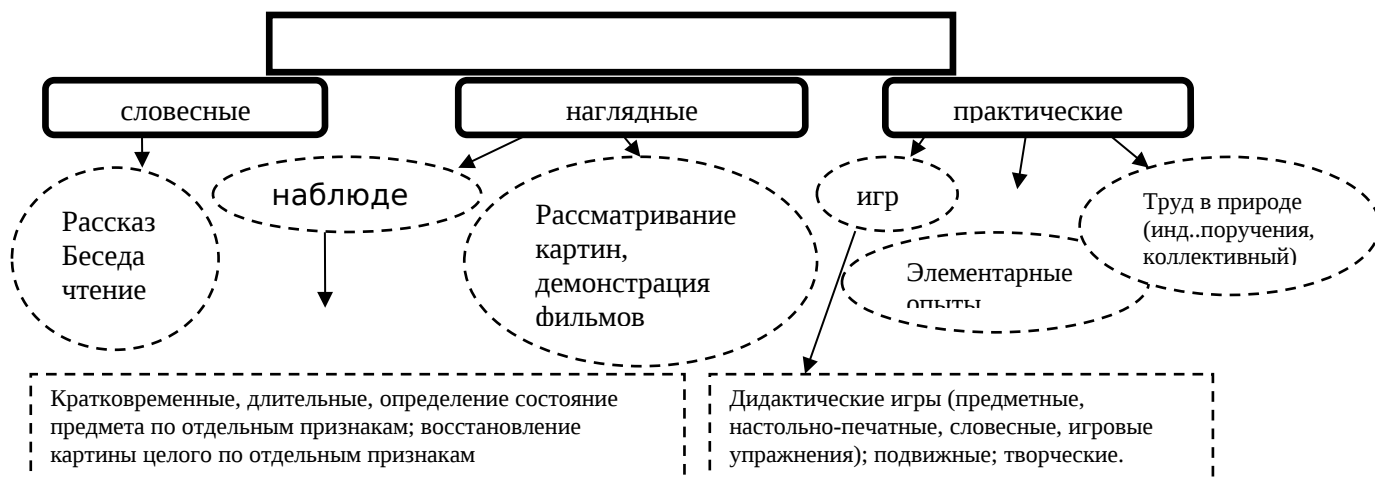 словесные
наглядные
практические
Рассказ
Беседа
чтение
наблюде
Рассматривание
картин,
демонстрация
фильмов
игр
Элементарные
опыты
Труд в природе
(инд..поручения,
коллективный)
Кратковременные, длительные, определение состояние
предмета по отдельным признакам; восстановление
картины целого по отдельным признакам
Дидактические игры (предметные,
настольно-печатные, словесные, игровые
упражнения); подвижные; творческие.